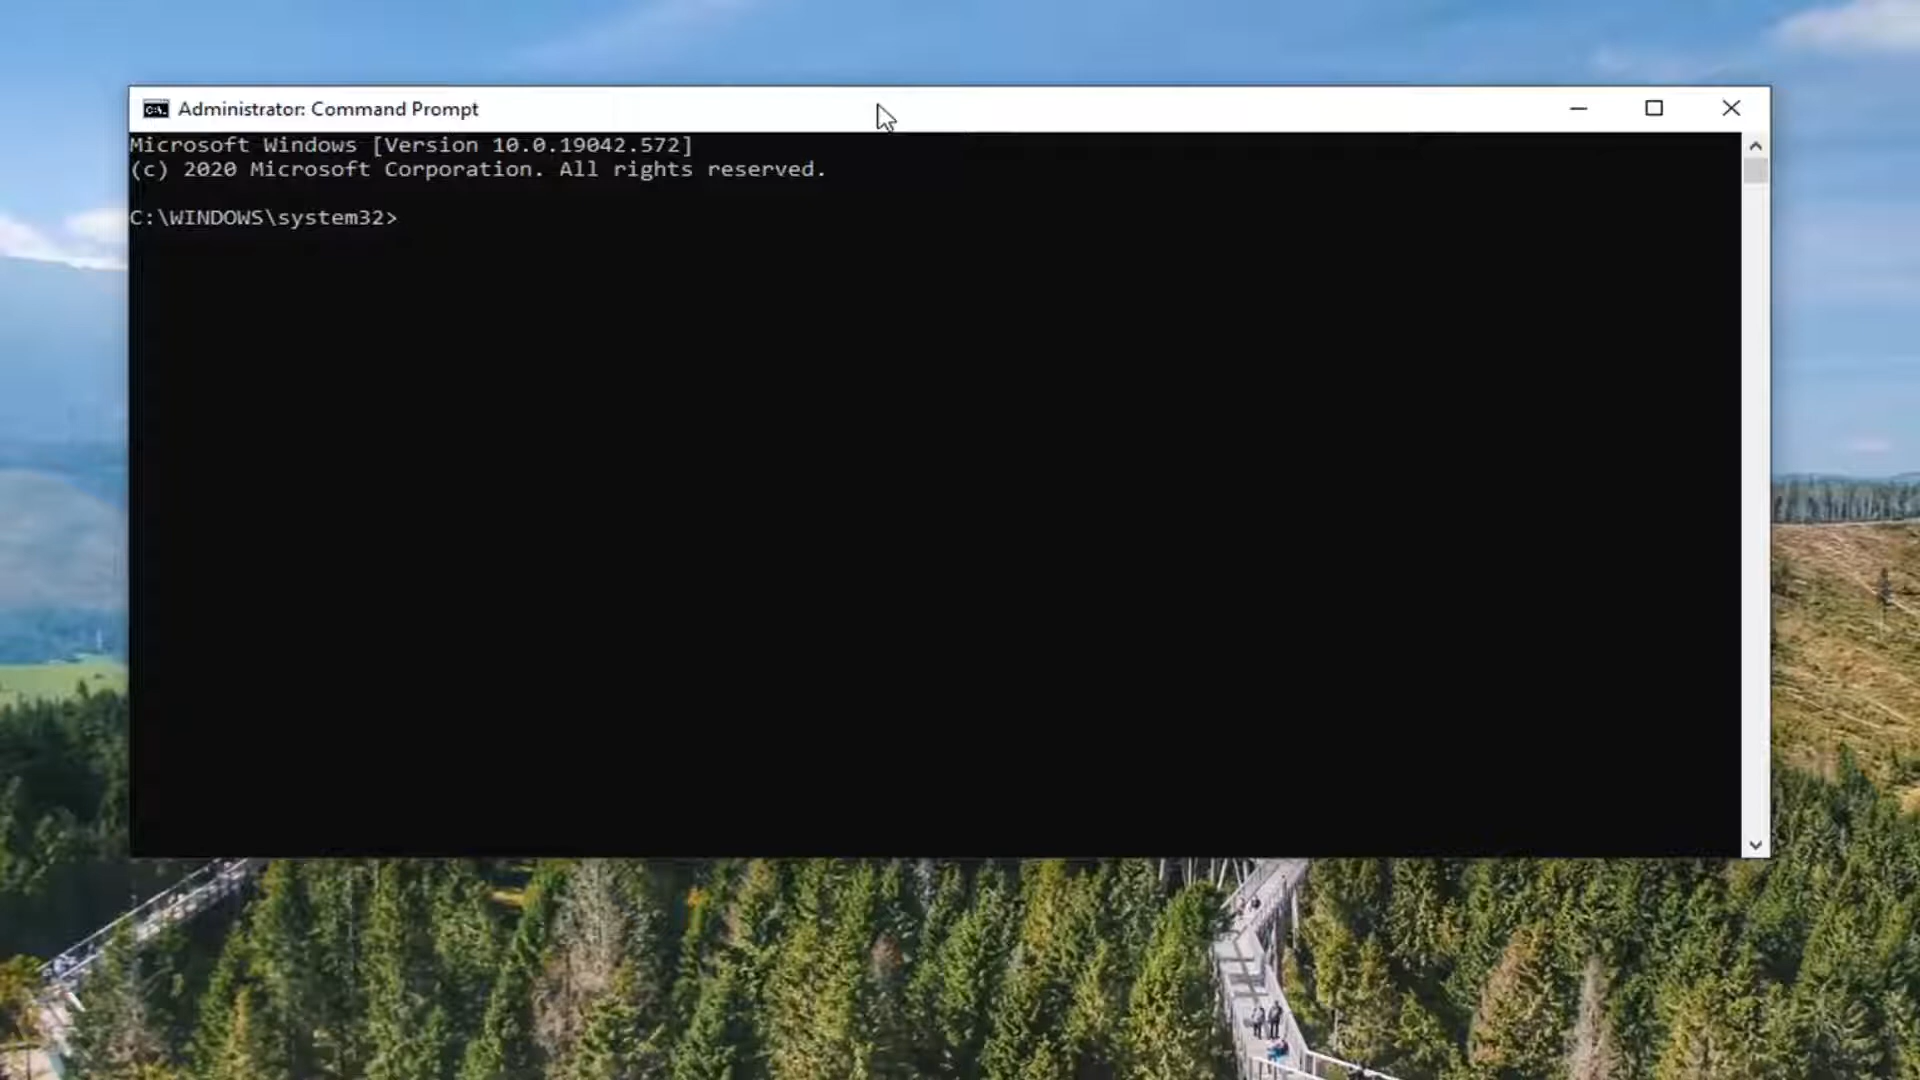 Administrator: Command Prompt
Microsoft Windows [Version 10.0.19042.572]
(c) 2020 Microsoft Corporation. All rights reserved.
C:\WINDOWS\system32>